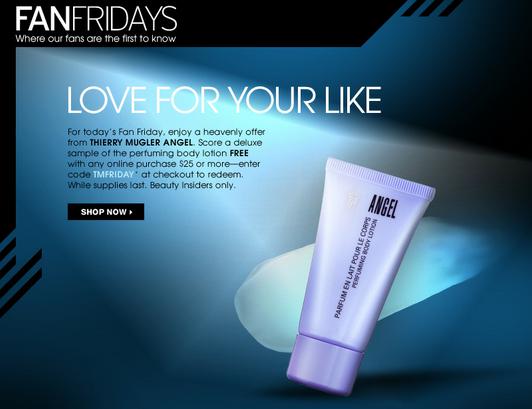 FANFRIDAYS
Where our fans are the first to know
LOVE FOR YOUR LIKE
For today's Fan Friday, enjoy a heavenly offer
from THIERRY MUGLER ANGEL. Score a deluxe
sample of the perfuming body lotion FREE
with any online purchase $25 or more—enter
code TMFRIDAY* at checkout to redeem.
While supplies last. Beauty Insiders only.
SHOP NOW
ANGEL
PARFUM EN LAIT POUR LE CORPS
PERFUMING BODY LOTION